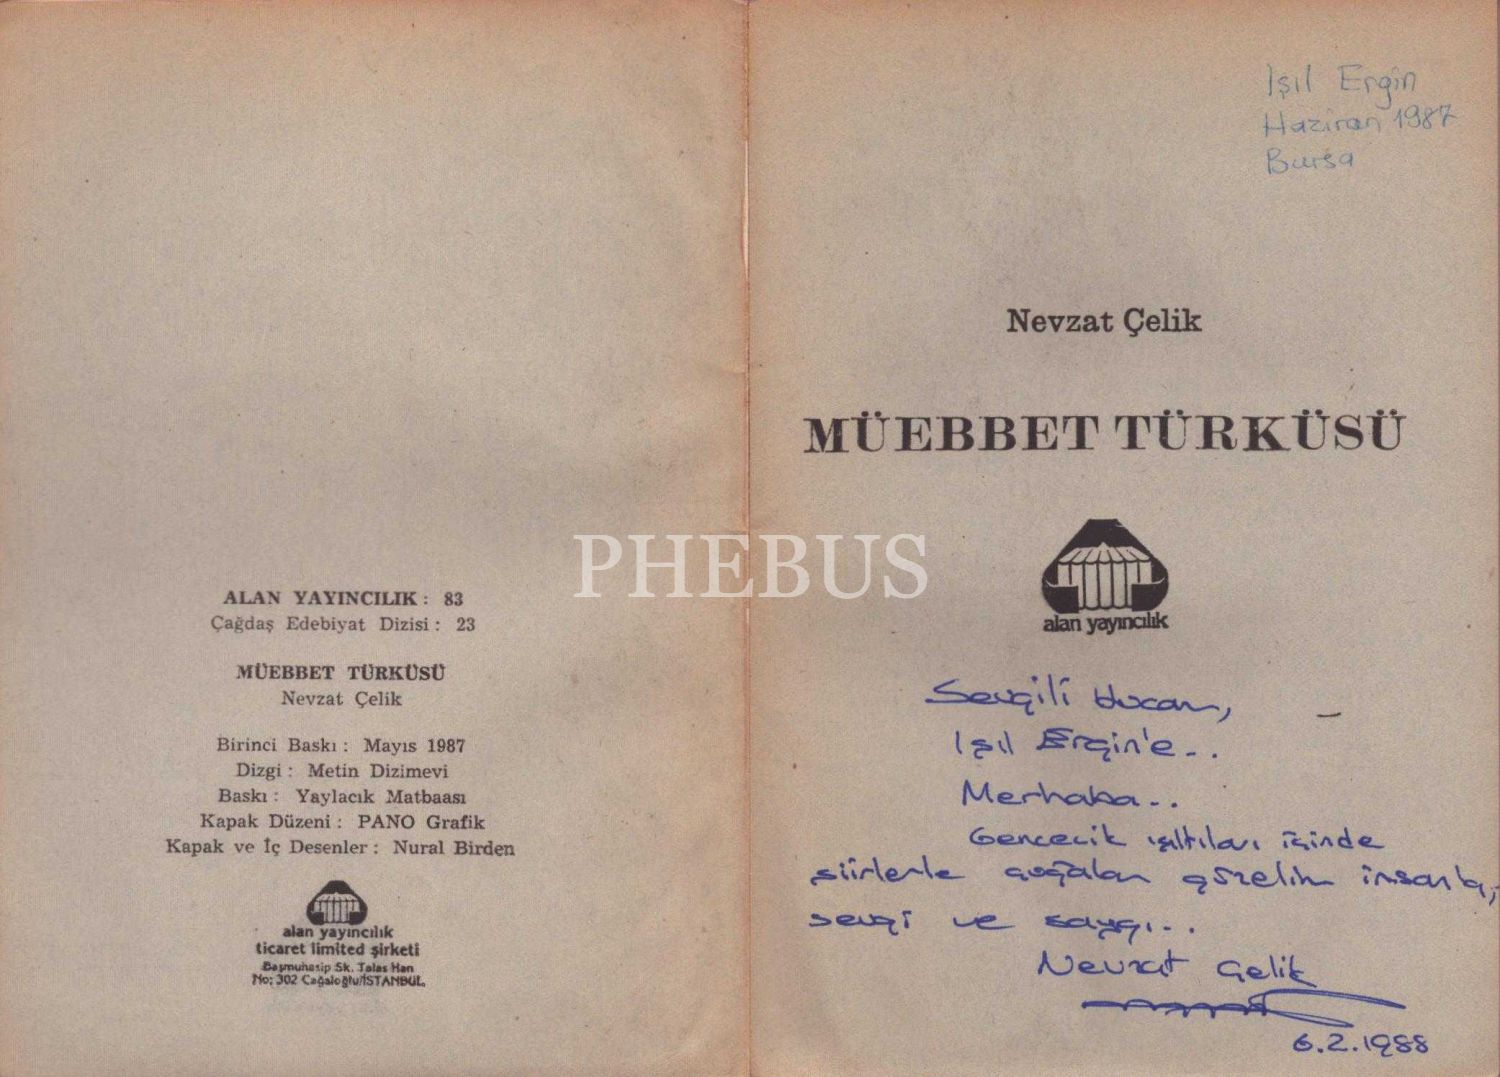 ALAN YAYINCILIK : 83
Çağdaş Edebiyat Dizisi : 23
MÜEBBET TÜRKÜSÜ
Nevzat Çelik
Birinci Baskı : Mayıs 1987
Dizgi : Metin Dizimevi
Baskı : Yaylacık Matbaası
Kapak Düzeni : PANO Grafik
Kapak ve İç Desenler : Nural Birden
alan yayıncılık
ticaret limited şirketi
Başmuhasip Sk. Talas Han
No: 302 Cağaloğlu/İSTANBUL
PHEBUS
Işıl Ergin
Haziran 1987
Bursa
Nevzat Çelik
MÜEBBET TÜRKÜSÜ
alan yayıncılık
Sevgili Hocam,
Işıl Ergin'e..
Merhaba..
Gencecik ışıltıları içinde
şiirlerle çoğalan güzelim insanla,
sevgi ve saygı...
Nevzat Çelik
6.2.1988